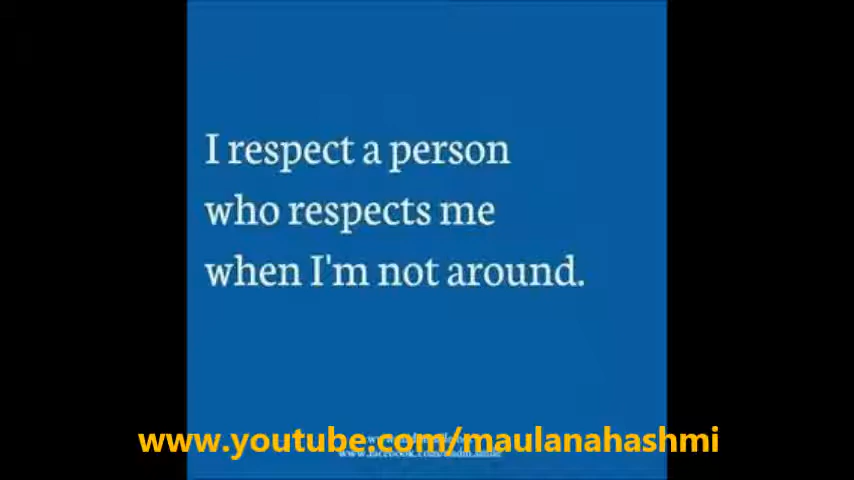 I respect a person
who respects me
when I'm not around.
www.youtube.com/maulanahashmi